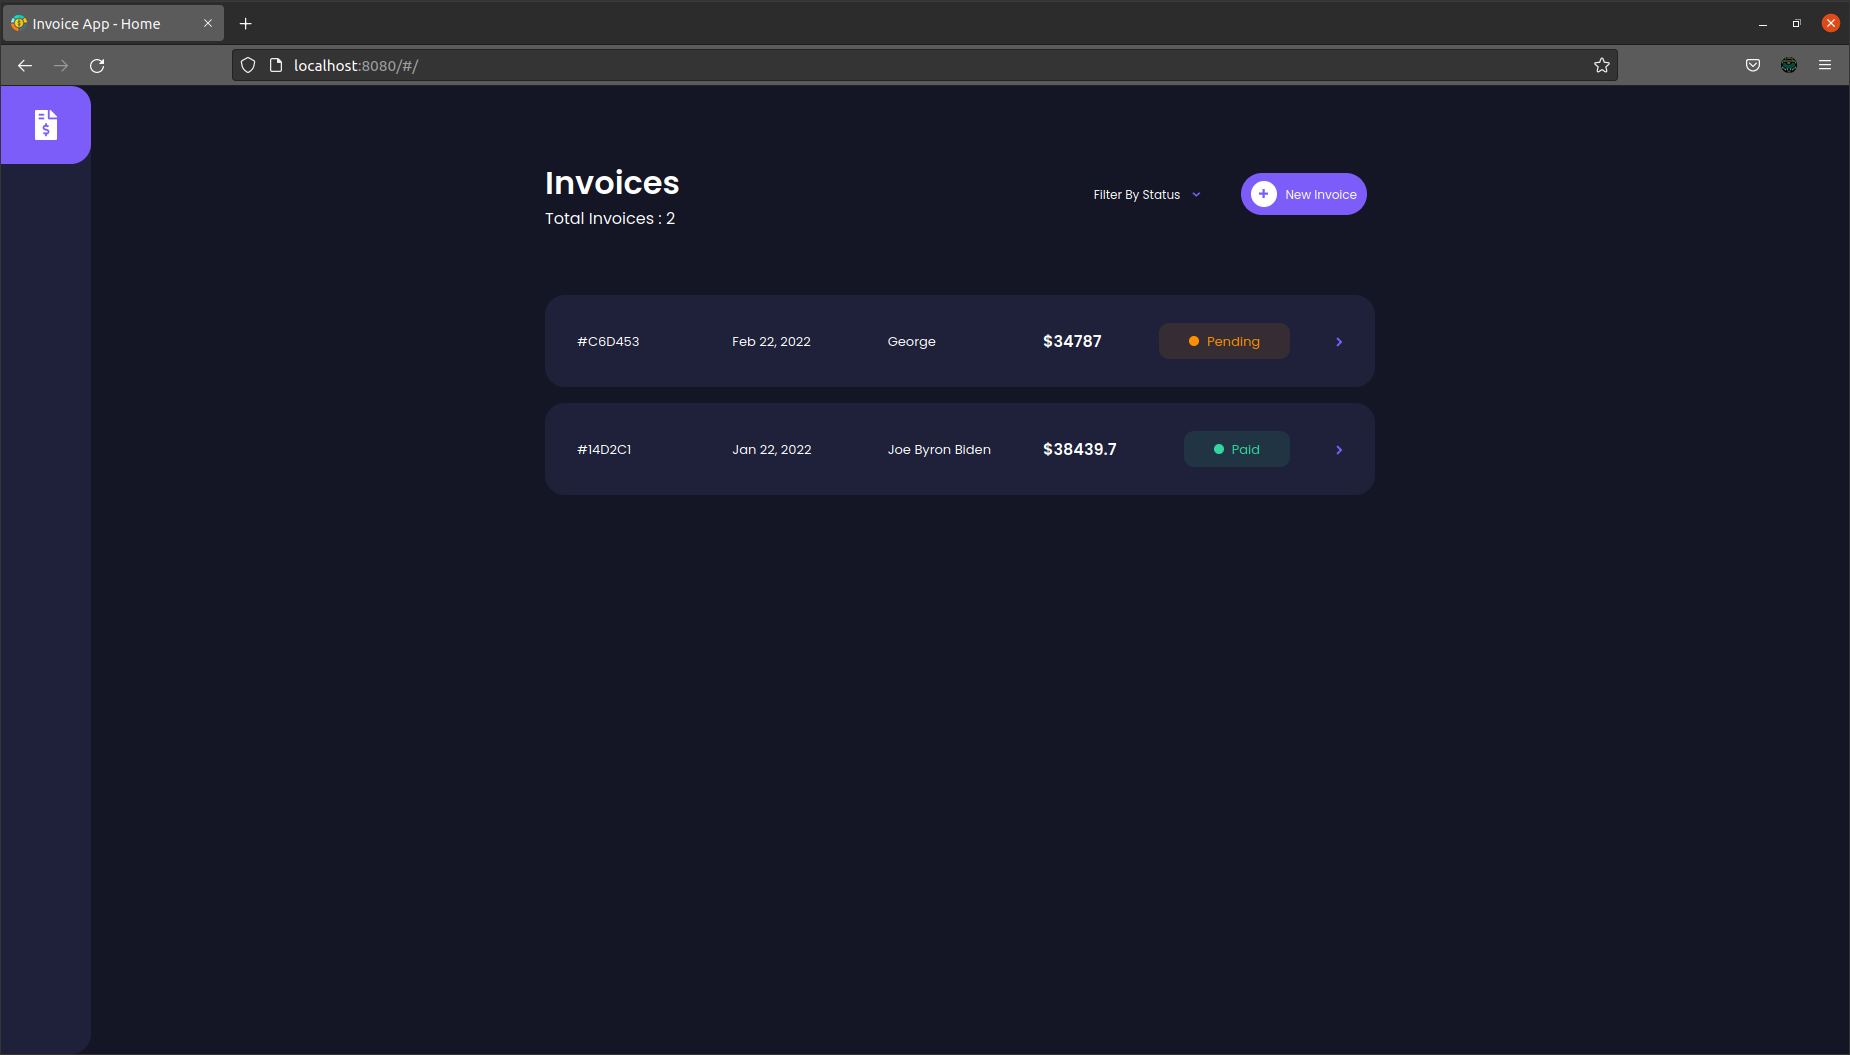 Invoice App - Home
localhost:8080/#/
$
Invoices
Total Invoices : 2
Filter By Status
New Invoice
#C6D453 Feb 22, 2022 George $34787 Pending
#14D2C1 Jan 22, 2022 Joe Byron Biden $38439.7 Paid